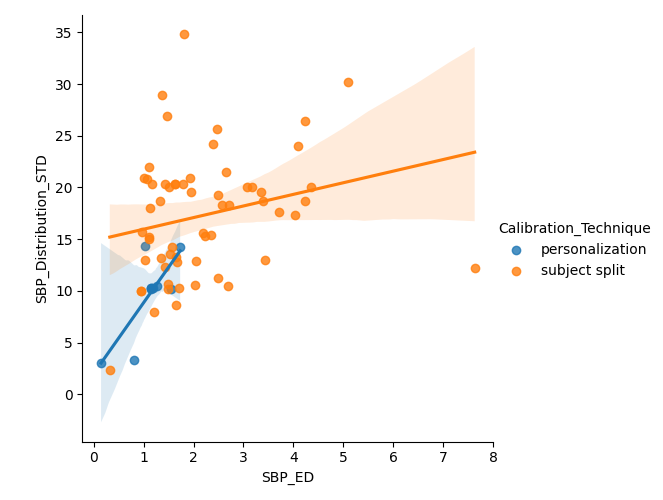 35
30
25
20
15
10
5
0
SBP_Distribution_STD
0 1 2 3 4 5 6 7 8
SBP_ED
Calibration_Technique
personalization
subject split